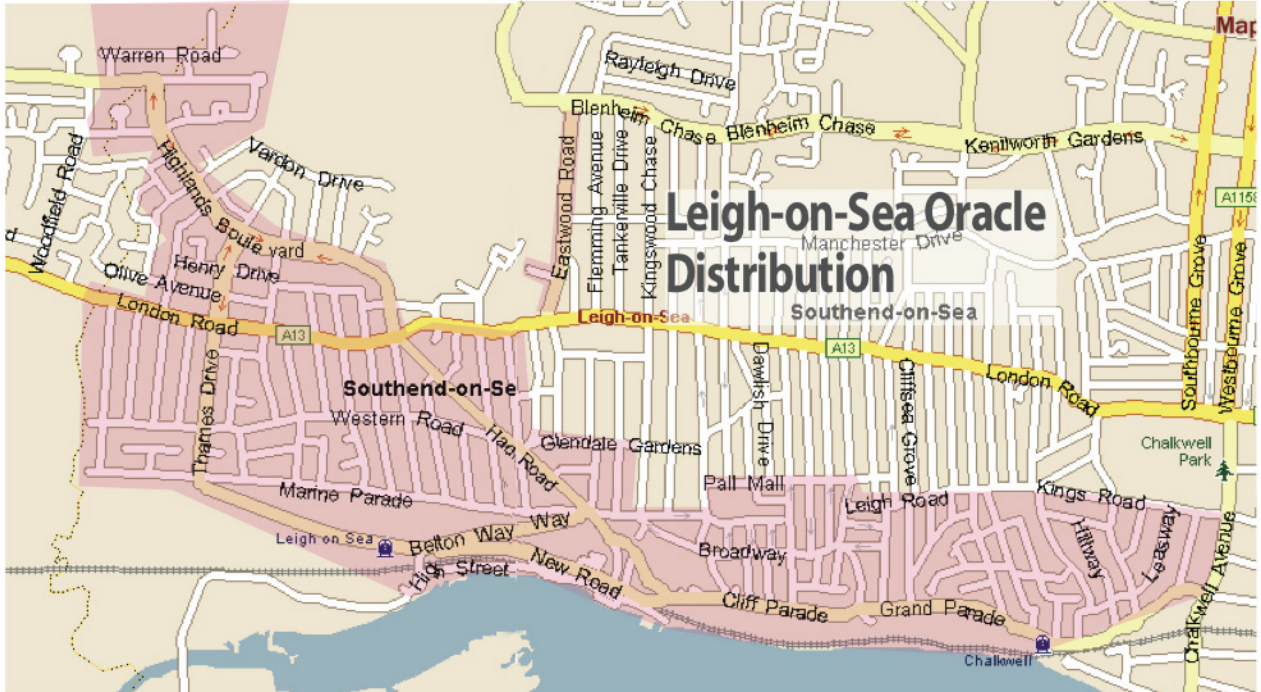 Map
Warren Road
Rayleigh Drive
Blenheim Chase
Blenheim Chase
Kenilworth Gardens
Woodfield Road
Highlands Boulevard
Vardon Drive
Eastwood Road
Flemming Avenue
Tankerville Drive
Kingswood Chase
Leigh-on-Sea Oracle
Distribution
Manchester Drive
Southend-on-Sea
A1158
Southbourne Grove
Westbourne Grove
d
Henry Drive
Olive Avenue
London Road
A13
Leigh-on-Sea
A13
London Road
Thames Drive
Southend-on-Se
Western Road
Had Road
Glendale Gardens
Dawlish Drive
Cliffsea Grove
Chalkwell
Park
Marine Parade
Pall Mall
Leigh Road
Kings Road
Leigh on Sea
Belton Way Way
Broadway
Hillway
Leasway
High Street
New Road
Cliff Parade
Grand Parade
Chalkwell Avenue
Chalkwell